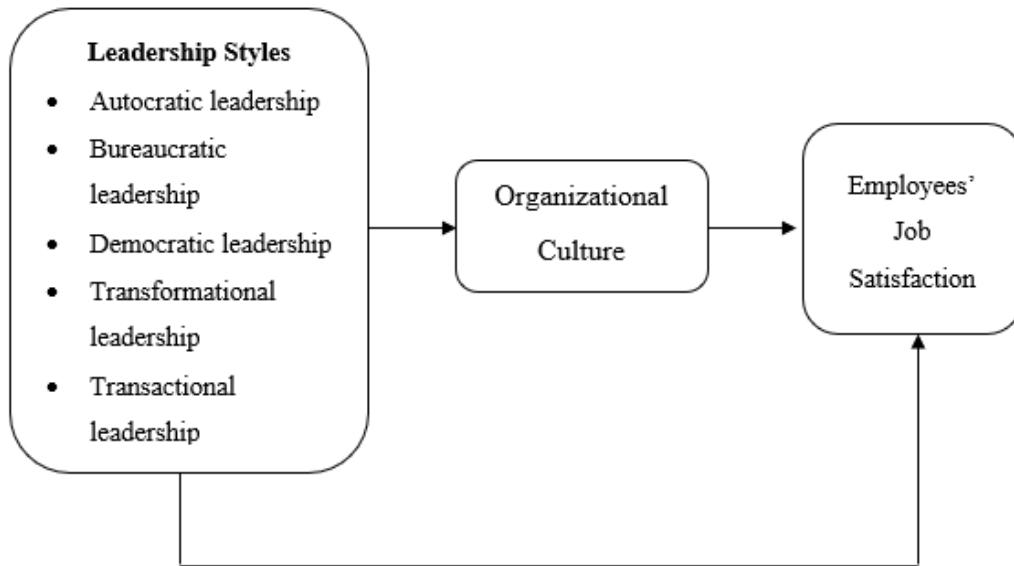 Leadership Styles
• Autocratic leadership
• Bureaucratic
leadership
• Democratic leadership
• Transformational
leadership
• Transactional
leadership
Organizational
Culture
Employees’
Job
Satisfaction